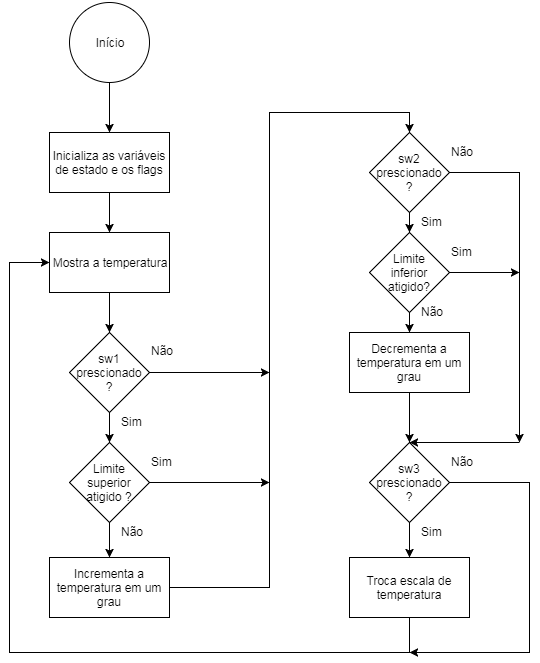 Início
Inicializa as variáveis
de estado e os flags
Mostra a temperatura
sw1
prescionado
?
Não
Sim
Limite
superior
atigido ?
Sim
Não
Incrementa a
temperatura em um
grau
sw2
prescionado
?
Não
Sim
Limite
inferior
atigido?
Sim
Não
Decrementa a
temperatura em um
grau
sw3
prescionado
?
Não
Sim
Troca escala de
temperatura